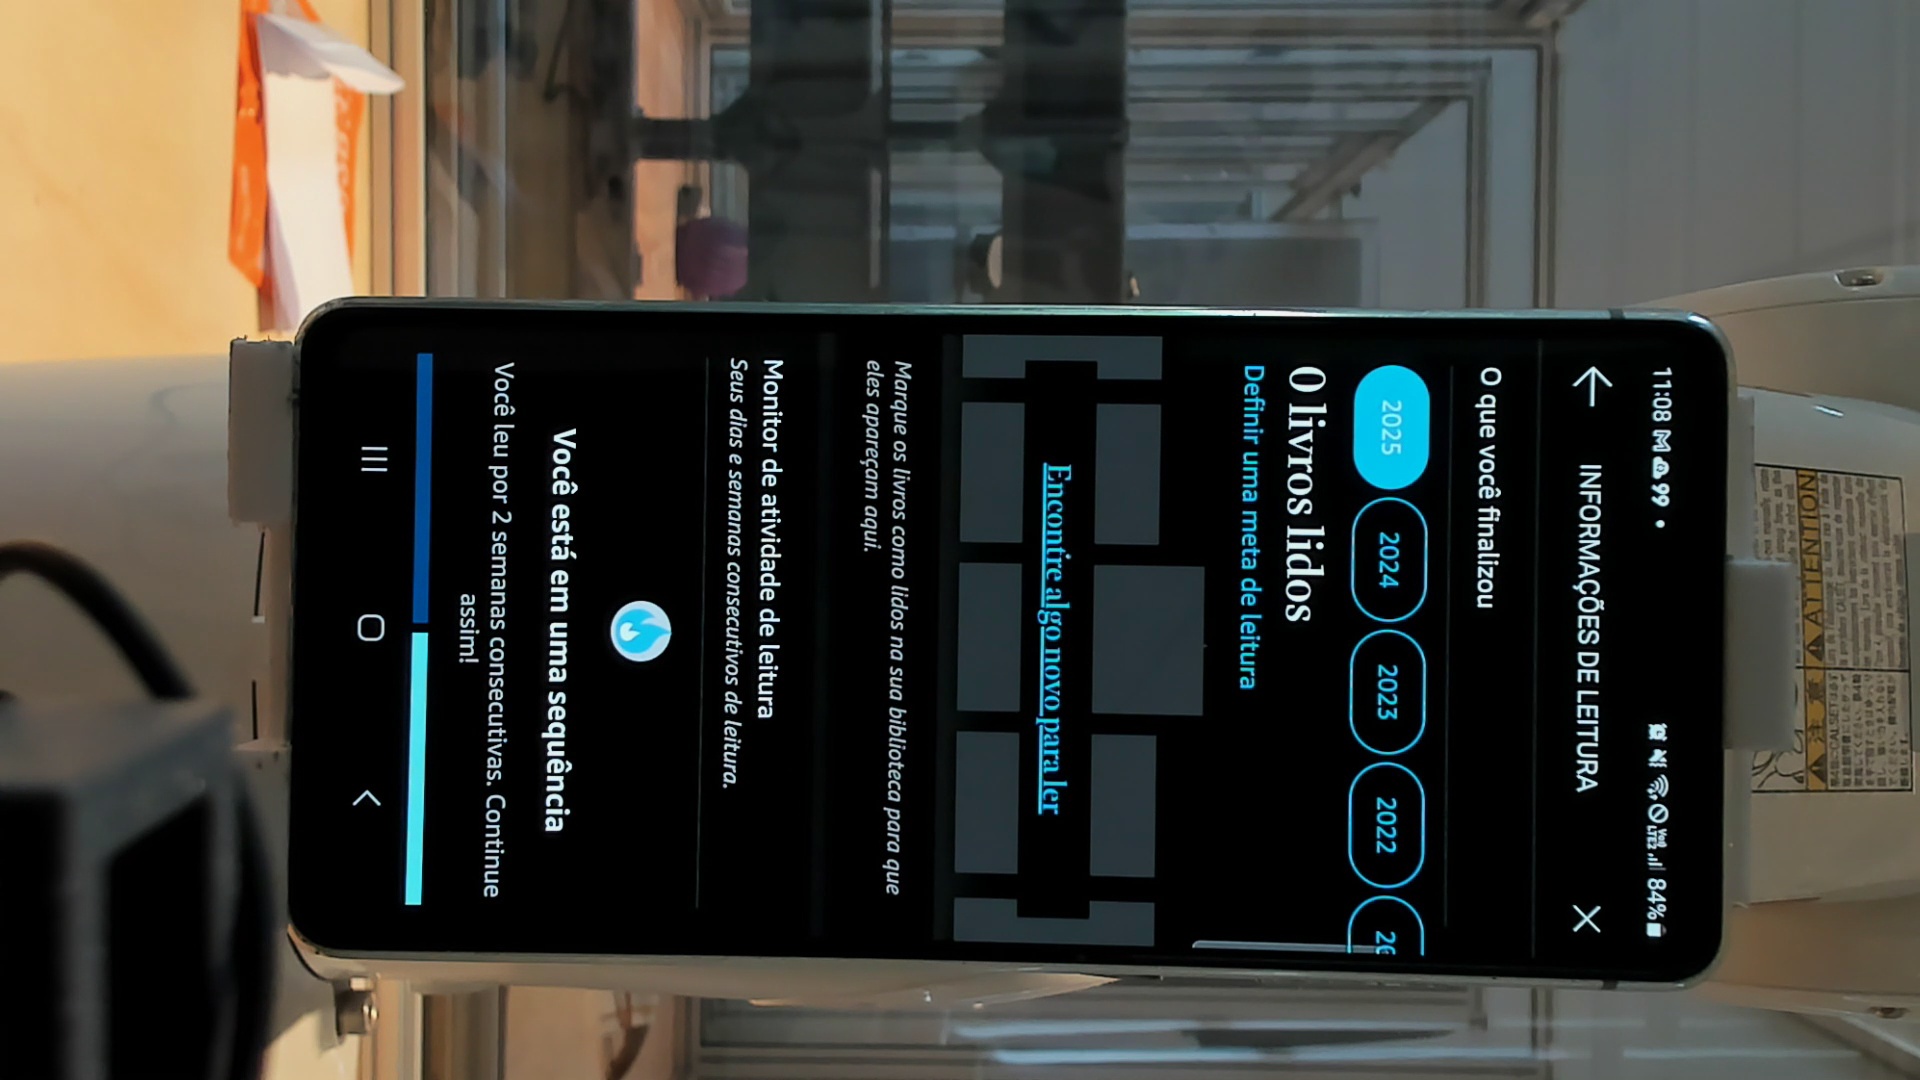 11:08 99 84%
INFORMAÇÕES DE LEITURA
O que você finalizou
2025 2024 2023 2022
0 livros lidos
Definir uma meta de leitura
Encontre algo novo para ler
Marque os livros como lidos na sua biblioteca para que
eles apareçam aqui.
Monitor de atividade de leitura
Seus dias e semanas consecutivos de leitura.
Você está em uma sequência
Você leu por 2 semanas consecutivas. Continue
assim!
注意